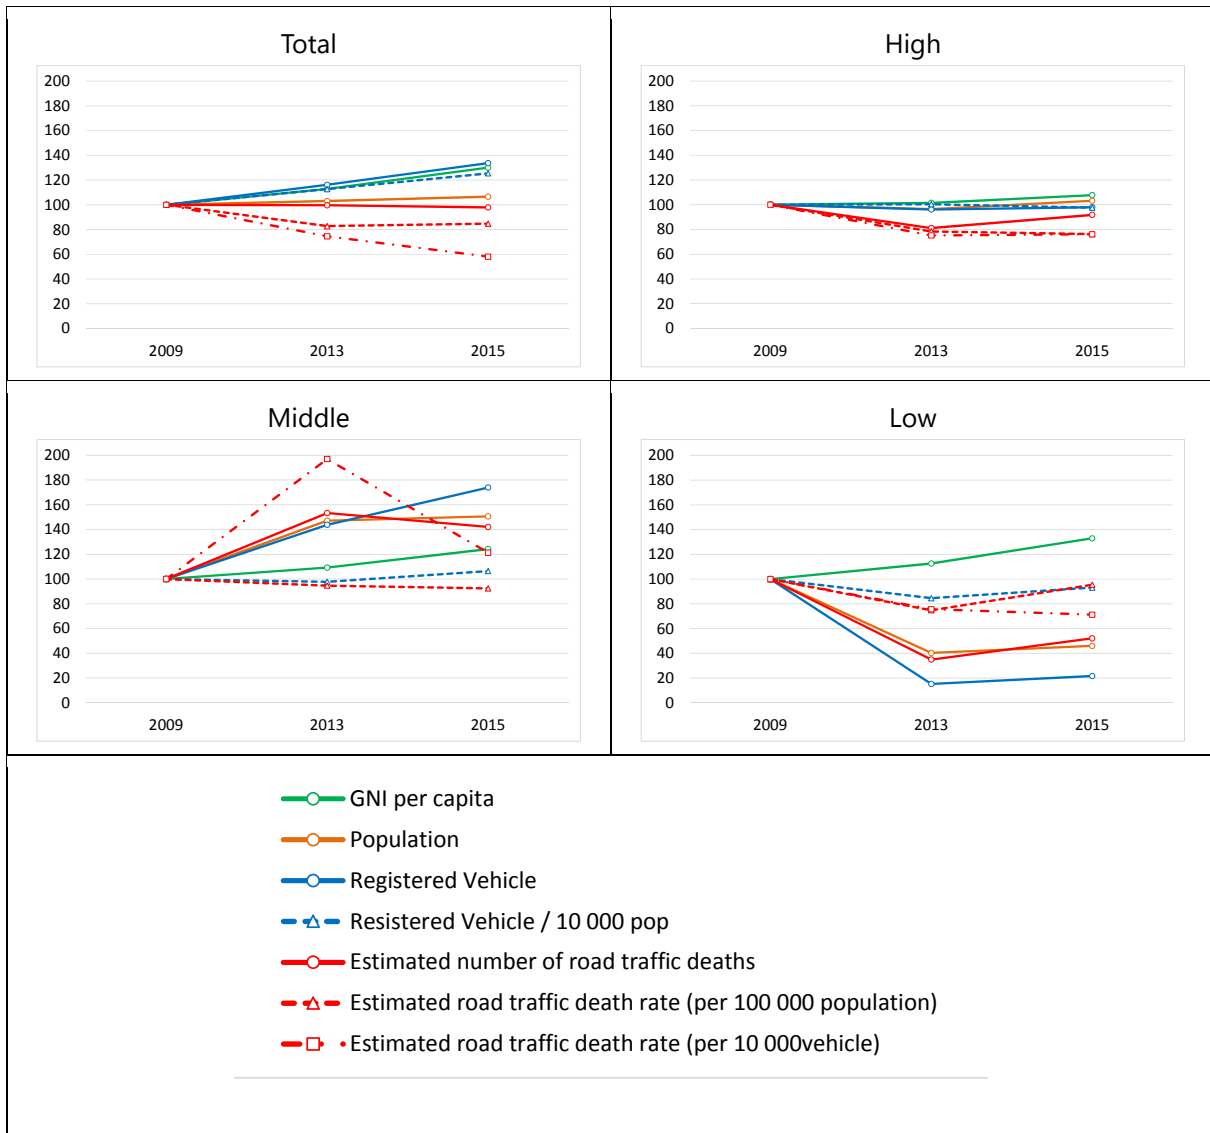 Total
200
180
160
140
120
100
80
60
40
20
0
2009 2013 2015
High
200
180
160
140
120
100
80
60
40
20
0
2009 2013 2015
Middle
200
180
160
140
120
100
80
60
40
20
0
2009 2013 2015
Low
200
180
160
140
120
100
80
60
40
20
0
2009 2013 2015
GNI per capita
Population
Registered Vehicle
Resistered Vehicle / 10 000 pop
Estimated number of road traffic deaths
Estimated road traffic death rate (per 100 000 population)
Estimated road traffic death rate (per 10 000vehicle)